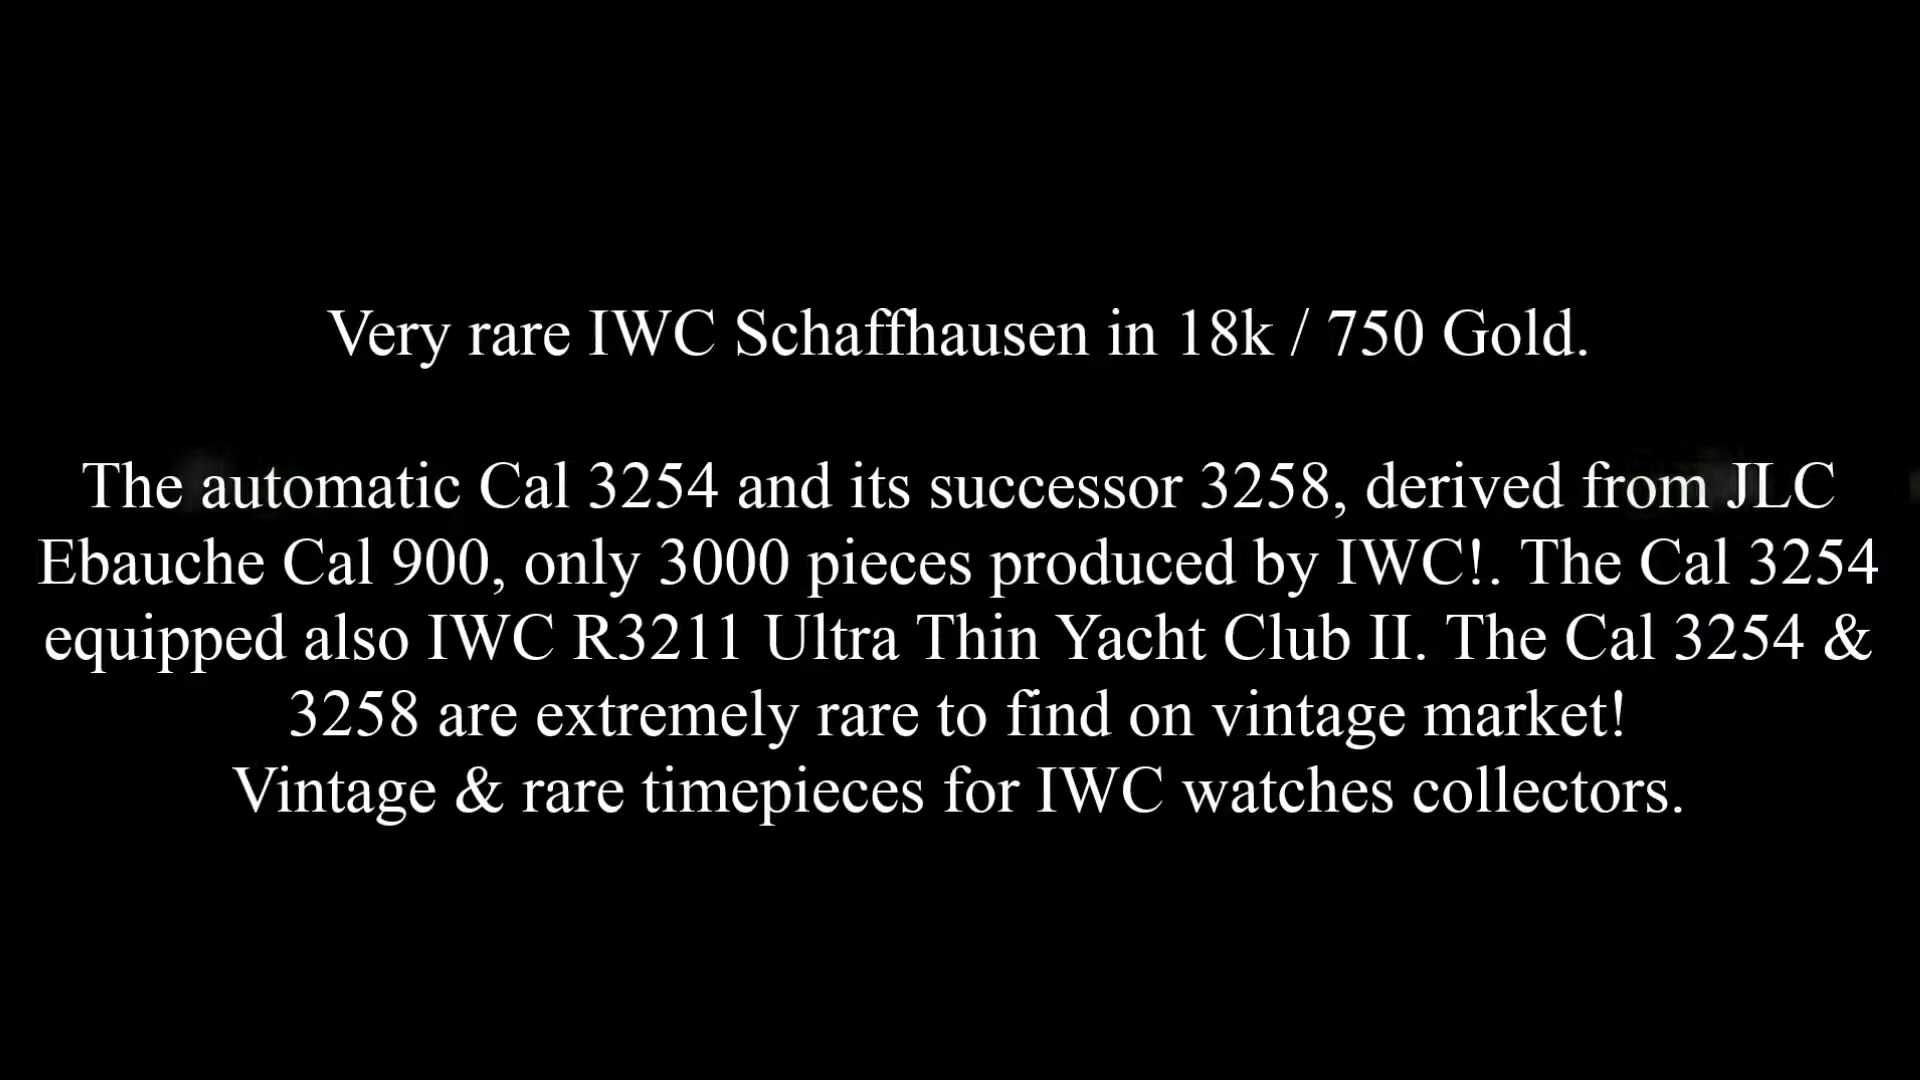 Very rare IWC Schaffhausen in 18k / 750 Gold.
The automatic Cal 3254 and its successor 3258, derived from JLC
Ebauche Cal 900, only 3000 pieces produced by IWC!. The Cal 3254
equipped also IWC R3211 Ultra Thin Yacht Club II. The Cal 3254 &
3258 are extremely rare to find on vintage market!
Vintage & rare timepieces for IWC watches collectors.